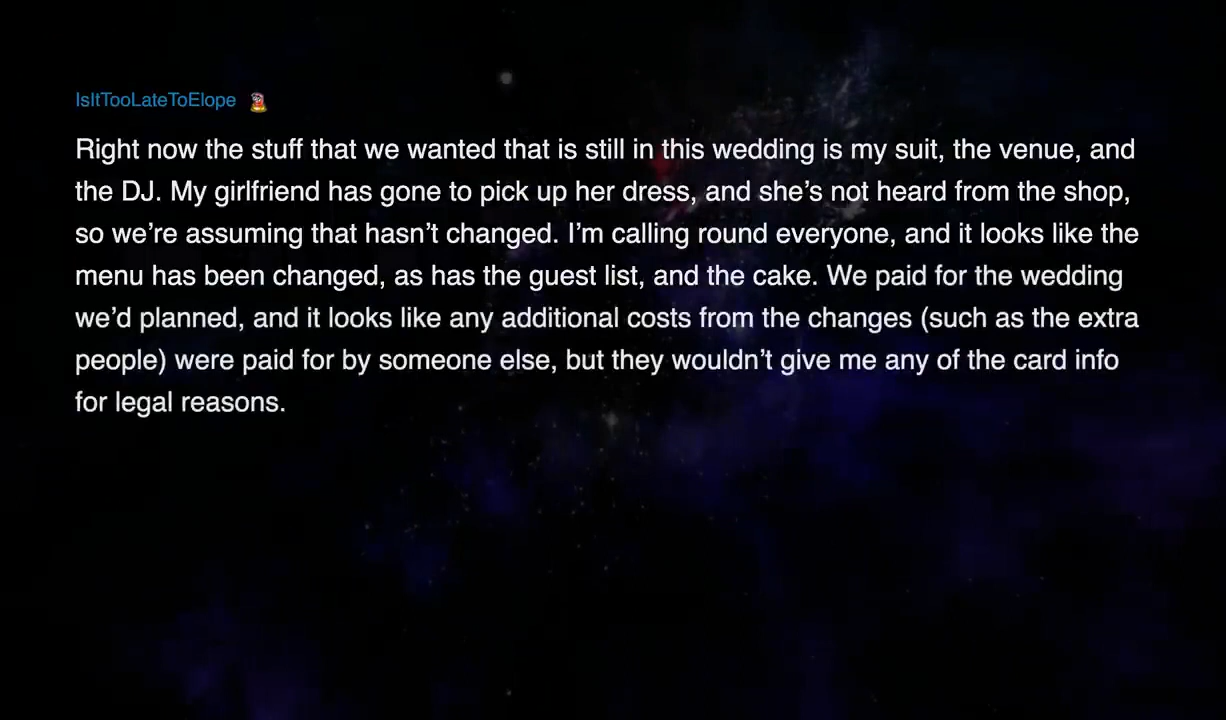 IsItTooLateToElope
Right now the stuff that we wanted that is still in this wedding is my suit, the venue, and
the DJ. My girlfriend has gone to pick up her dress, and she’s not heard from the shop,
so we’re assuming that hasn’t changed. I’m calling round everyone, and it looks like the
menu has been changed, as has the guest list, and the cake. We paid for the wedding
we’d planned, and it looks like any additional costs from the changes (such as the extra
people) were paid for by someone else, but they wouldn’t give me any of the card info
for legal reasons.